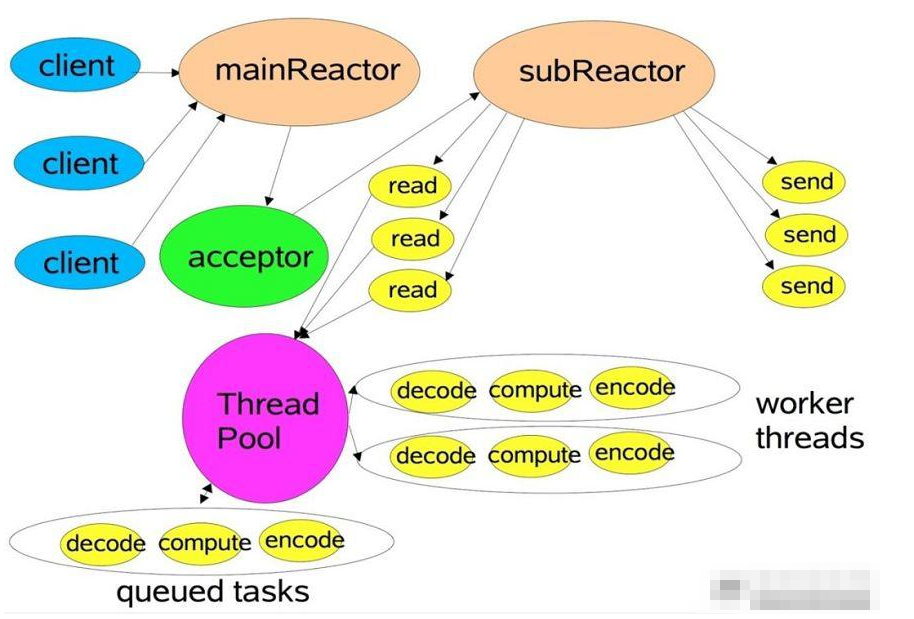 client
mainReactor
subReactor
client
client
acceptor
read
read
read
send
send
send
Thread
Pool
decode compute encode
decode compute encode
worker
threads
decode compute encode
queued tasks